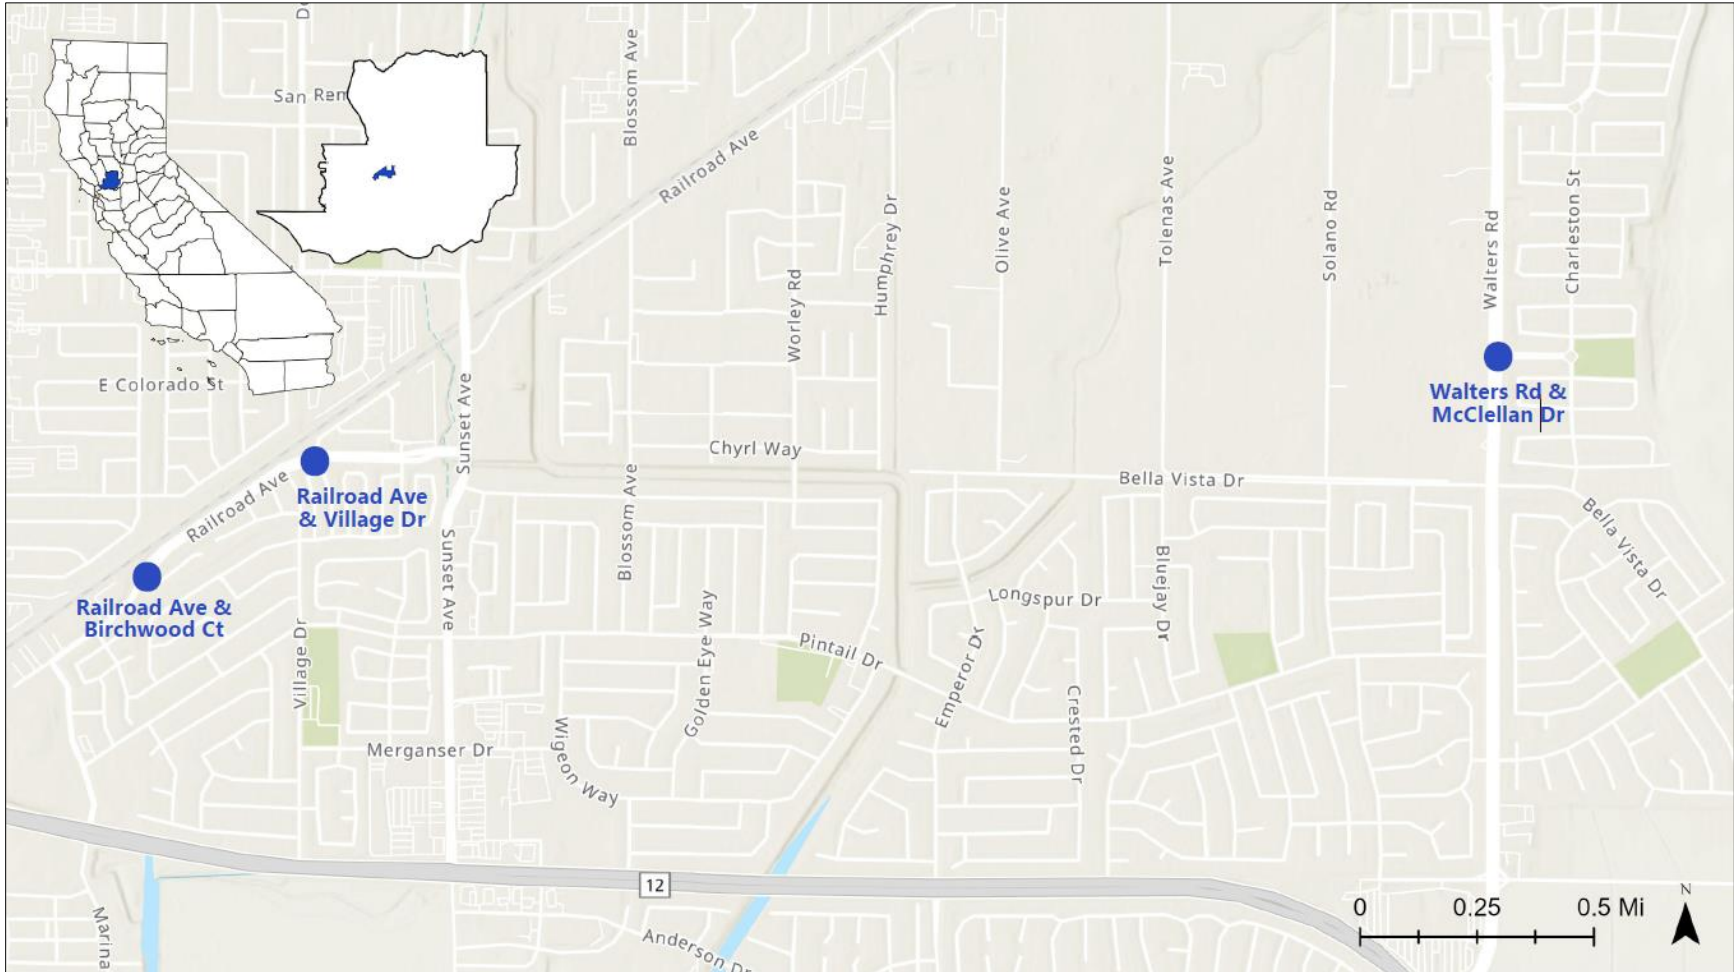 San Ren
Blossom Ave
Railroad Ave
Humphrey Dr
Olive Ave
Tolenas Ave
Solano Rd
Walters Rd
Charleston St
Worley Rd
E Colorado St
Sunset Ave
Walters Rd &
McClellan Dr
Chyrl Way
Bella Vista Dr
Railroad Ave
Railroad Ave
& Village Dr
Blossom Ave
Sunset Ave
Bella Vista Dr
Railroad Ave &
Birchwood Ct
Longspur Dr
Bluejay Dr
Village Dr
Golden Eye Way
Pintail Dr
Emperor Dr
Crested Dr
Merganser Dr
Wigeon Way
12
Marina
Anderson Dr
0 0.25 0.5 Mi
N